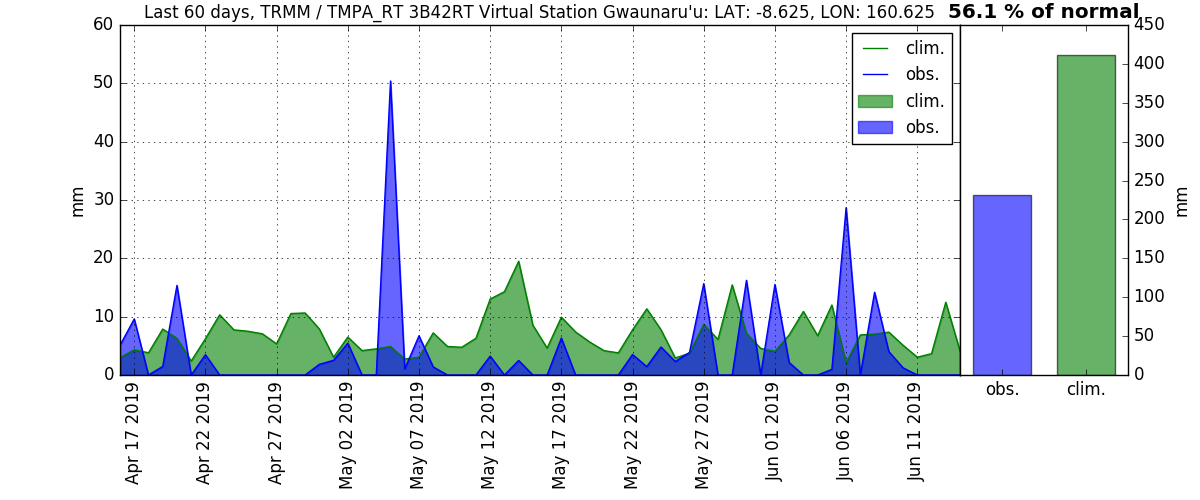 Last 60 days, TRMM / TMPA_RT 3B42RT Virtual Station Gwaunaru'u: LAT: -8.625, LON: 160.625
56.1 % of normal
60
50
40
30
20
10
0
mm
clim.
obs.
clim.
obs.
Apr 17 2019
Apr 22 2019
Apr 27 2019
May 02 2019
May 07 2019
May 12 2019
May 17 2019
May 22 2019
May 27 2019
Jun 01 2019
Jun 06 2019
Jun 11 2019
450
400
350
300
250
200
150
100
50
0
mm
obs.
clim.